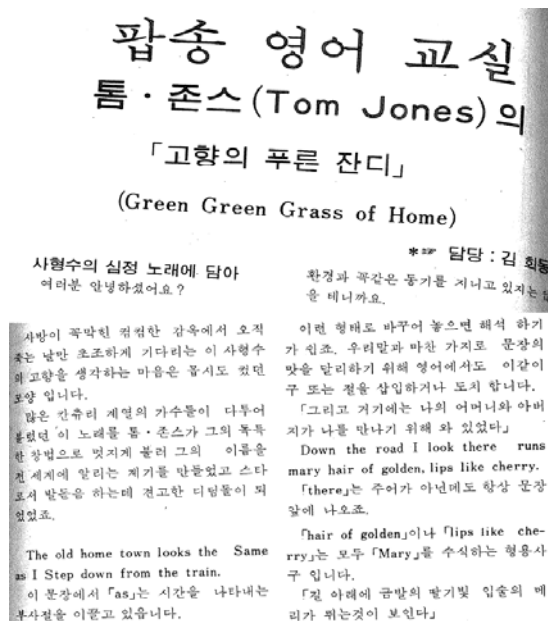 팝송 영어 교실
톰·존스(Tom Jones)의
「고향의 푸른 잔디」
(Green Green Grass of Home)
*☞ 담당 : 김 회동
사형수의 심정 노래에 담아
여러분 안녕하셨어요?
사방이 꼭막힌 컴컴한 감옥에서 오직
죽는 날만 초조하게 기다리는 이 사형수
의 고향을 생각하는 마음은 몹시도 컸던
모양 입니다.
많은 칸츄리 계열의 가수들이 다투어
불렀던 이 노래를 톰·존스가 그의 독특
한 창법으로 멋지게 불러 그의 이름을
전 세계에 알리는 계기를 만들었고 스타
로서 발돋음 하는데 견고한 디딤돌이 되
었었죠.
The old home town looks the Same
as I Step down from the train.
이 문장에서 「as」는 시간을 나타내는
부사절을 이끌고 있읍니다.
환경과 꼭같은 동기를 지니고 있지는
을 테니까요.
이런 형태로 바꾸어 놓으면 해석 하기
가 쉽죠. 우리말과 마찬 가지로 문장의
맛을 달리하기 위해 영어에서도 이같이
구 또는 절을 삽입하거나 도치 합니다.
「그리고 거기에는 나의 어머니와 아버
지가 나를 만나기 위해 와 있었다」
Down the road I look there runs
mary hair of golden, lips like cherry.
「there」는 주어가 아닌데도 항상 문장
앞에 나오죠.
「hair of golden」이나 「lips like che-
rry」는 모두 「Mary」를 수식하는 형용사
구 입니다.
「길 아래에 금발의 딸기빛 입술의 메
리가 뛰는것이 보인다」